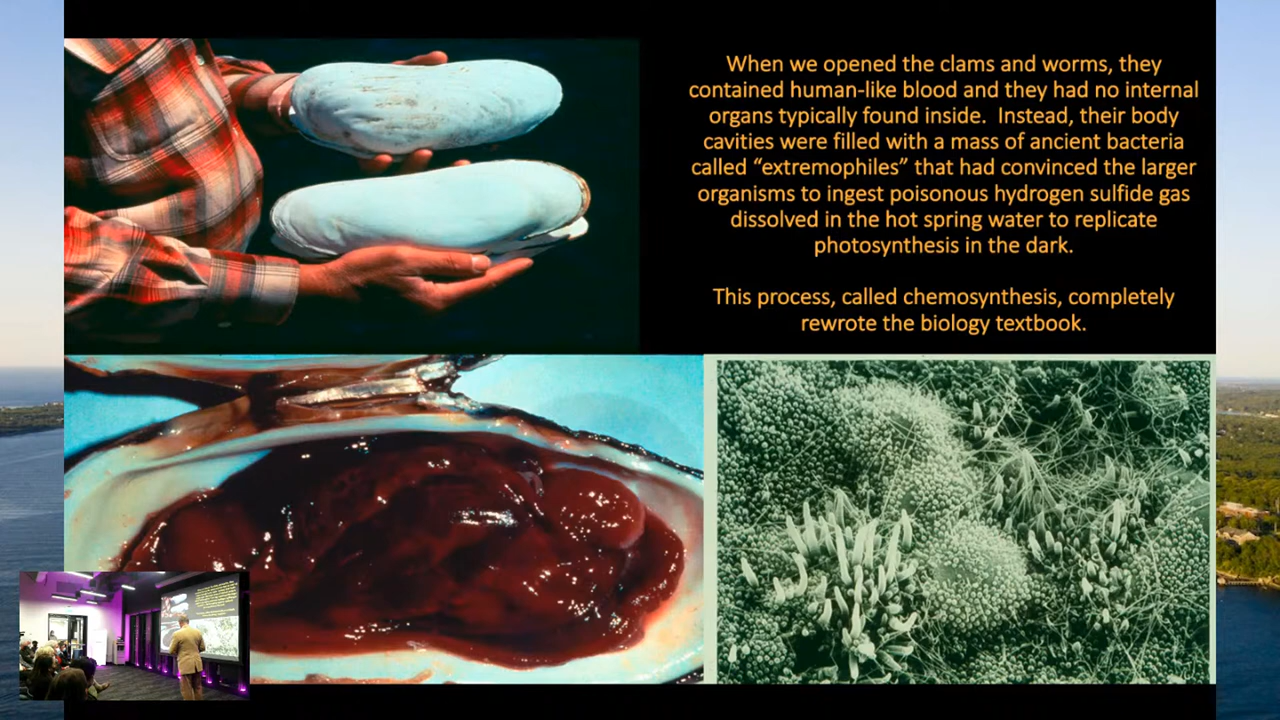 When we opened the clams and worms, they
contained human-like blood and they had no internal
organs typically found inside.  Instead, their body
cavities were filled with a mass of ancient bacteria
called “extremophiles” that had convinced the larger
organisms to ingest poisonous hydrogen sulfide gas
dissolved in the hot spring water to replicate
photosynthesis in the dark.
This process, called chemosynthesis, completely
rewrote the biology textbook.